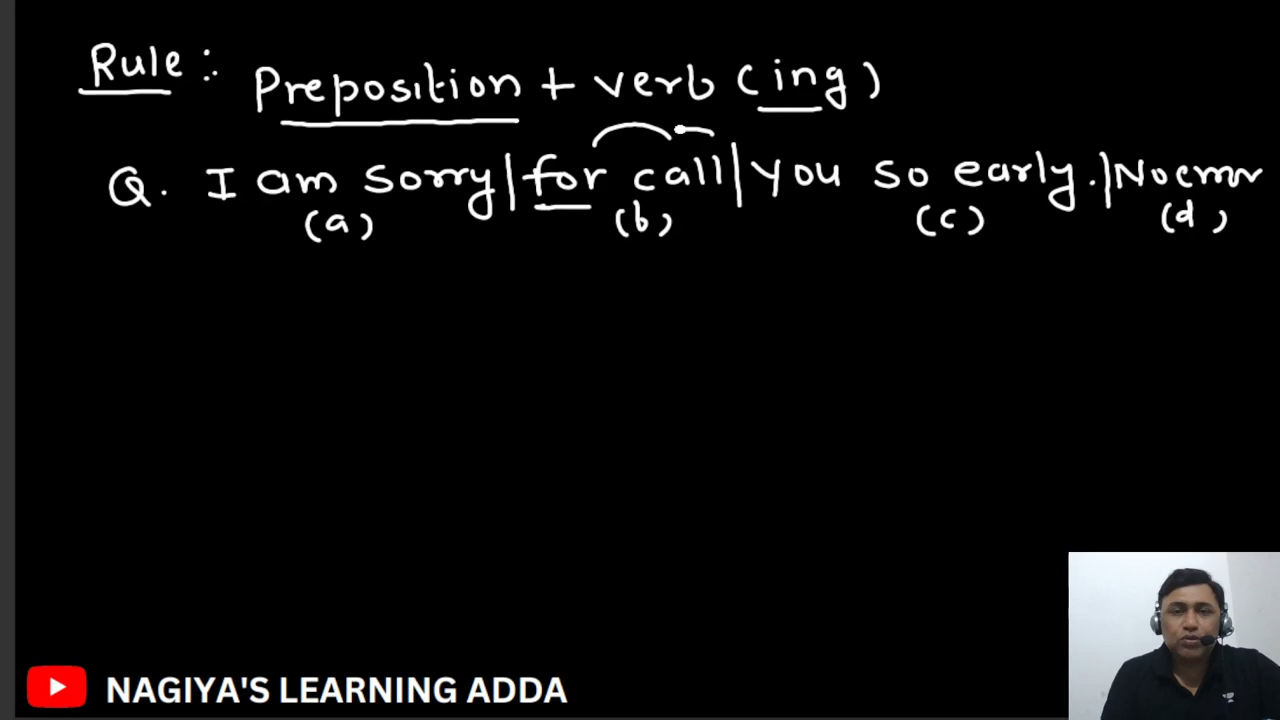 Rule :-
Preposition + verb (ing)
Q. I am sorry | for call | you so early. | No error
(a) (b) (c) (d)
NAGIYA'S LEARNING ADDA